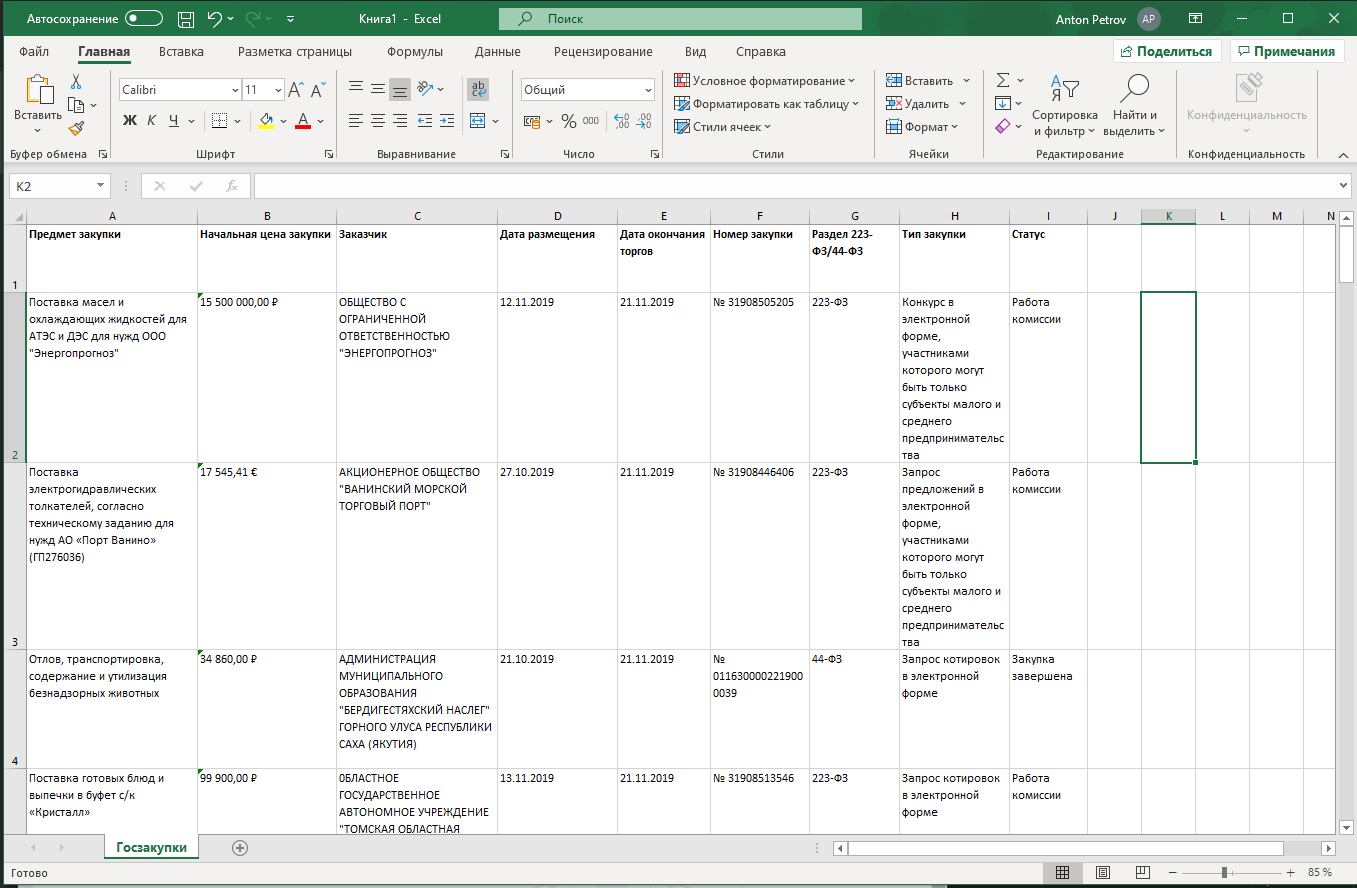 Автосохранение
Книга1 - Excel
Поиск
Anton Petrov
AP
Файл
Главная
Вставка
Разметка страницы
Формулы
Данные
Рецензирование
Вид
Справка
Поделиться
Примечания
Вставить
Буфер обмена
Calibri
11
Ж К Ч
Шрифт
Выравнивание
Общий
% 000
Число
Условное форматирование
Форматировать как таблицу
Стили ячеек
Стили
Вставить
Удалить
Формат
Ячейки
Сортировка
и фильтр
Найти и
выделить
Редактирование
Конфиденциальность
Конфиденциальность
K2
fx
A B C D E F G H I J K L M N
1
Предмет закупки
Начальная цена закупки
Заказчик
Дата размещения
Дата окончания
торгов
Номер закупки
Раздел 223-
ФЗ/44-ФЗ
Тип закупки
Статус
2
Поставка масел и
охлаждающих жидкостей для
АТЭС и ДЭС для нужд ООО
"Энергопрогноз"
15 500 000,00 ₽
ОБЩЕСТВО С
ОГРАНИЧЕННОЙ
ОТВЕТСТВЕННОСТЬЮ
"ЭНЕРГОПРОГНОЗ"
12.11.2019
21.11.2019
№ 31908505205
223-ФЗ
Конкурс в
электронной
форме,
участниками
которого могут
быть только
субъекты малого и
среднего
предпринимательс
тва
Работа
комиссии
3
Поставка
электрогидравлических
толкателей, согласно
техническому заданию для
нужд АО «Порт Ванино»
(ГП276036)
17 545,41 €
АКЦИОНЕРНОЕ ОБЩЕСТВО
"ВАНИНСКИЙ МОРСКОЙ
ТОРГОВЫЙ ПОРТ"
27.10.2019
21.11.2019
№ 31908446406
223-ФЗ
Запрос
предложений в
электронной
форме,
участниками
которого могут
быть только
субъекты малого и
среднего
предпринимательс
тва
Работа
комиссии
4
Отлов, транспортировка,
содержание и утилизация
безнадзорных животных
34 860,00 ₽
АДМИНИСТРАЦИЯ
МУНИЦИПАЛЬНОГО
ОБРАЗОВАНИЯ
"БЕРДИГЕСТЯХСКИЙ НАСЛЕГ"
ГОРНОГО УЛУСА РЕСПУБЛИКИ
САХА (ЯКУТИЯ)
21.10.2019
21.11.2019
№
011630000221900
0039
44-ФЗ
Запрос котировок
в электронной
форме
Закупка
завершена
Поставка готовых блюд и
выпечки в буфет с/к
«Кристалл»
99 900,00 ₽
ОБЛАСТНОЕ
ГОСУДАРСТВЕННОЕ
АВТОНОМНОЕ УЧРЕЖДЕНИЕ
"ТОМСКАЯ ОБЛАСТНАЯ
13.11.2019
21.11.2019
№ 31908513546
223-ФЗ
Запрос котировок
в электронной
форме
Работа
комиссии
Госзакупки
Готово
85 %